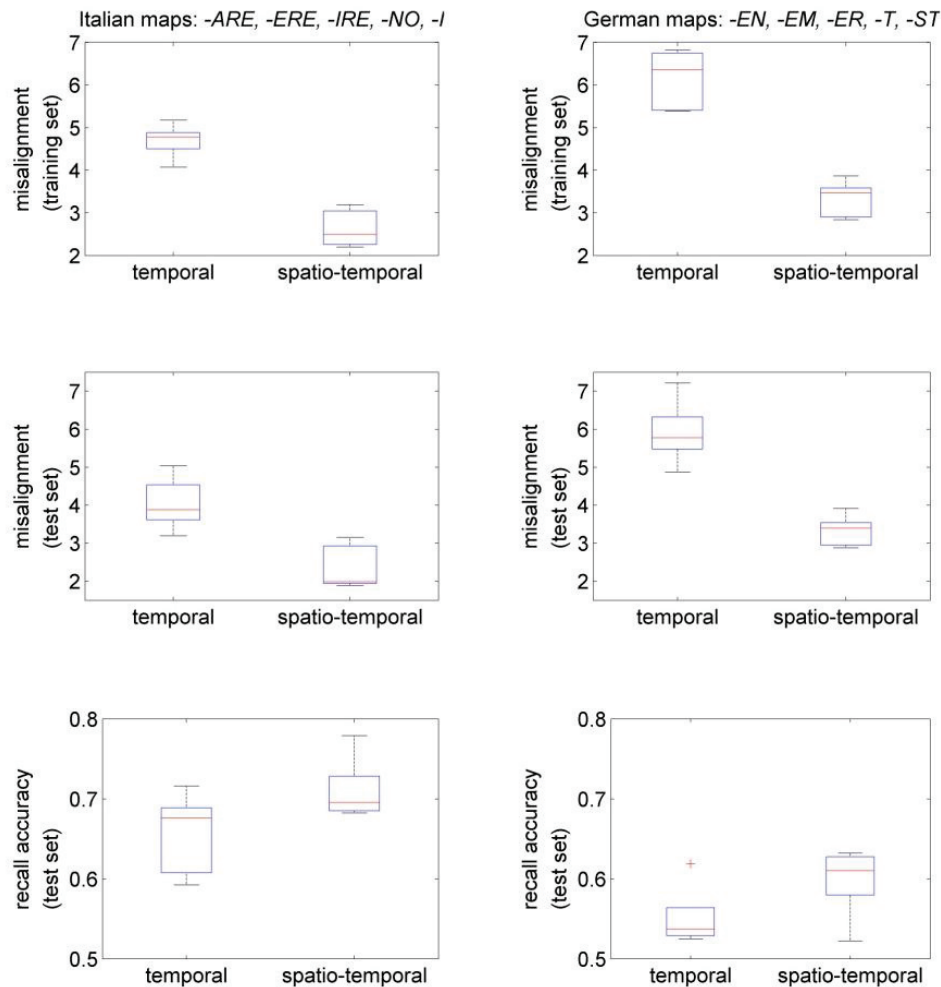 Italian maps: -ARE, -ERE, -IRE, -NO, -I
7
6
5
4
3
2
misalignment
(training set)
temporal
spatio-temporal
German maps: -EN, -EM, -ER, -T, -ST
7
6
5
4
3
2
misalignment
(training set)
temporal
spatio-temporal
7
6
5
4
3
2
misalignment
(test set)
temporal
spatio-temporal
7
6
5
4
3
2
misalignment
(test set)
temporal
spatio-temporal
0.8
0.7
0.6
0.5
recall accuracy
(test set)
temporal
spatio-temporal
0.8
0.7
0.6
0.5
recall accuracy
(test set)
temporal
spatio-temporal